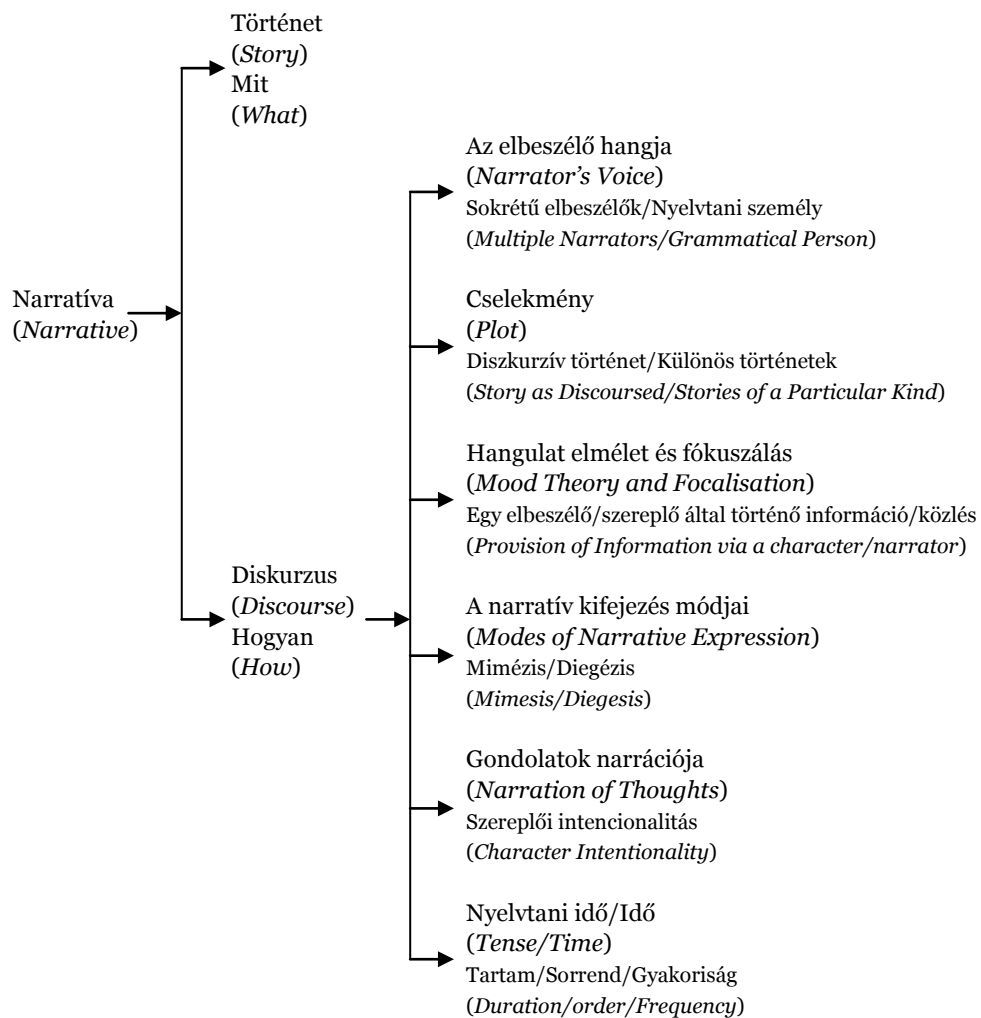 Történet
(Story)
Mit
(What)
Az elbeszélő hangja
(Narrator’s Voice)
Sokrétű elbeszélők/Nyelvtani személy
(Multiple Narrators/Grammatical Person)
Narratíva
(Narrative)
Cselekmény
(Plot)
Diszkurzív történet/Különös történetek
(Story as Discoursed/Stories of a Particular Kind)
Hangulat elmélet és fókuszálás
(Mood Theory and Focalisation)
Egy elbeszélő/szereplő által történő információ/közlés
(Provision of Information via a character/narrator)
Diskurzus
(Discourse)
Hogyan
(How)
A narratív kifejezés módjai
(Modes of Narrative Expression)
Mimézis/Diegézis
(Mimesis/Diegesis)
Gondolatok narrációja
(Narration of Thoughts)
Szereplői intencionalitás
(Character Intentionality)
Nyelvtani idő/Idő
(Tense/Time)
Tartam/Sorrend/Gyakoriság
(Duration/order/Frequency)